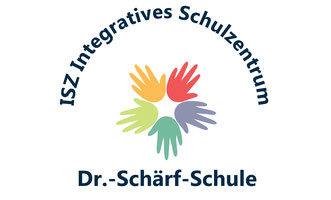 ISZ Integratives Schulzentrum
Dr.-Schärf-Schule